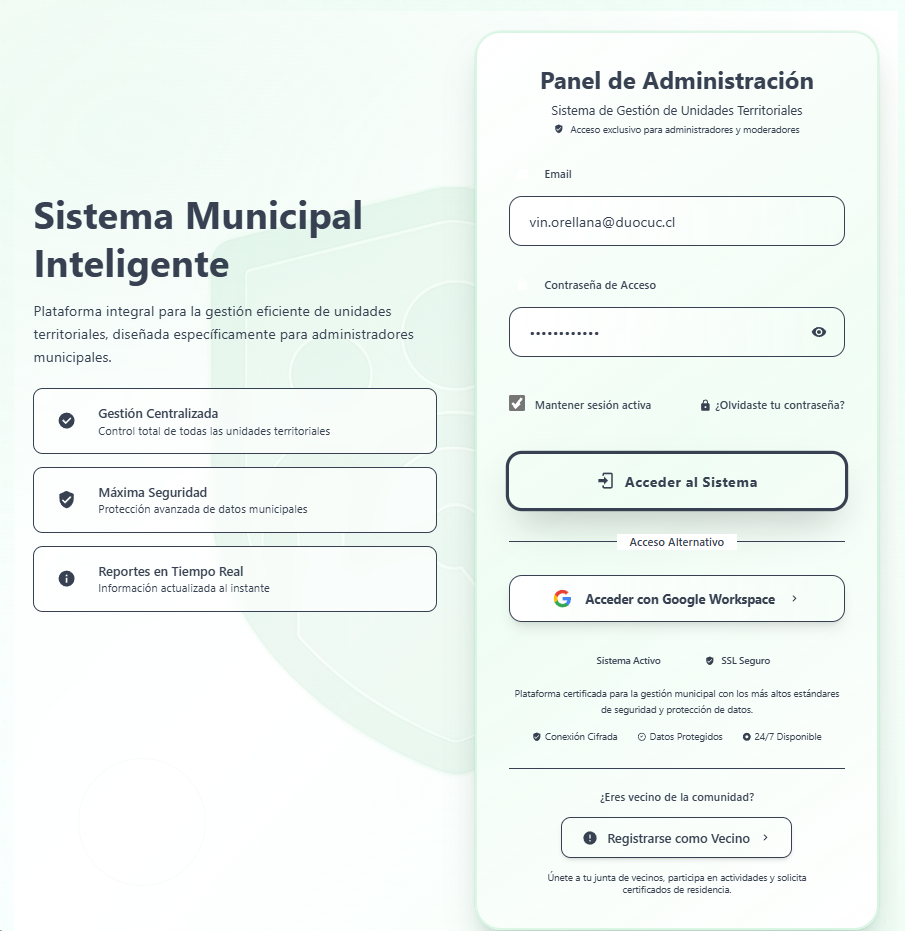 Sistema Municipal
Inteligente
Plataforma integral para la gestión eficiente de unidades
territoriales, diseñada específicamente para administradores
municipales.
Gestión Centralizada
Control total de todas las unidades territoriales
Máxima Seguridad
Protección avanzada de datos municipales
Reportes en Tiempo Real
Información actualizada al instante
Panel de Administración
Sistema de Gestión de Unidades Territoriales
Acceso exclusivo para administradores y moderadores
Email
vin.orellana@duocuc.cl
Contraseña de Acceso
••••••••••••
Mantener sesión activa
¿Olvidaste tu contraseña?
Acceder al Sistema
Acceso Alternativo
Acceder con Google Workspace
Sistema Activo
SSL Seguro
Plataforma certificada para la gestión municipal con los más altos estándares
de seguridad y protección de datos.
Conexión Cifrada
Datos Protegidos
24/7 Disponible
¿Eres vecino de la comunidad?
Registrarse como Vecino
Únete a tu junta de vecinos, participa en actividades y solicita
certificados de residencia.